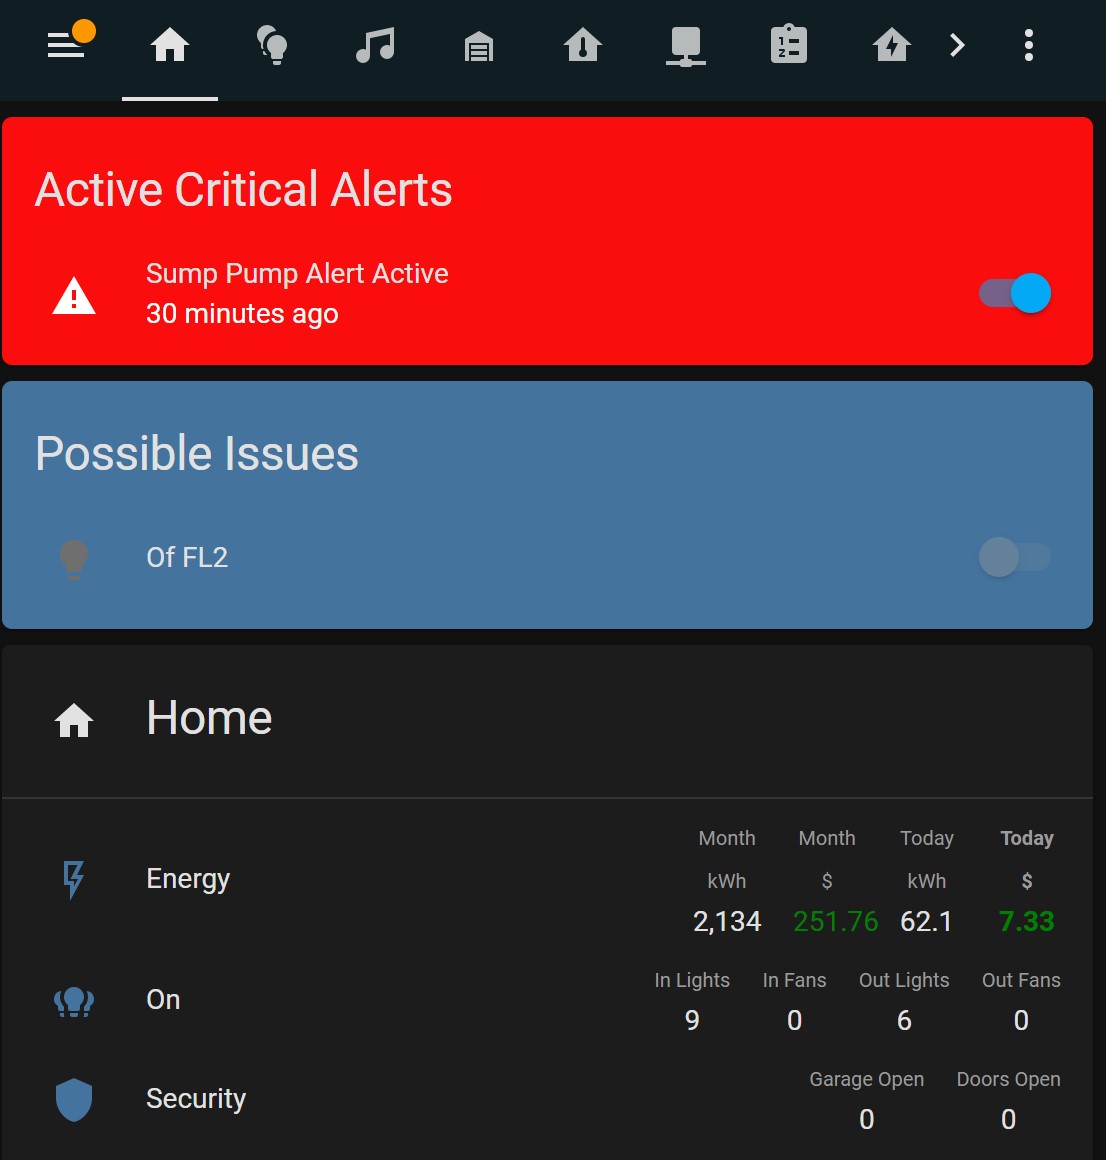 Active Critical Alerts
Sump Pump Alert Active
30 minutes ago
Possible Issues
Of FL2
Home
Energy
Month Month Today Today
kWh $ kWh $
2,134 251.76 62.1 7.33
On
In Lights In Fans Out Lights Out Fans
9 0 6 0
Security
Garage Open Doors Open
0 0